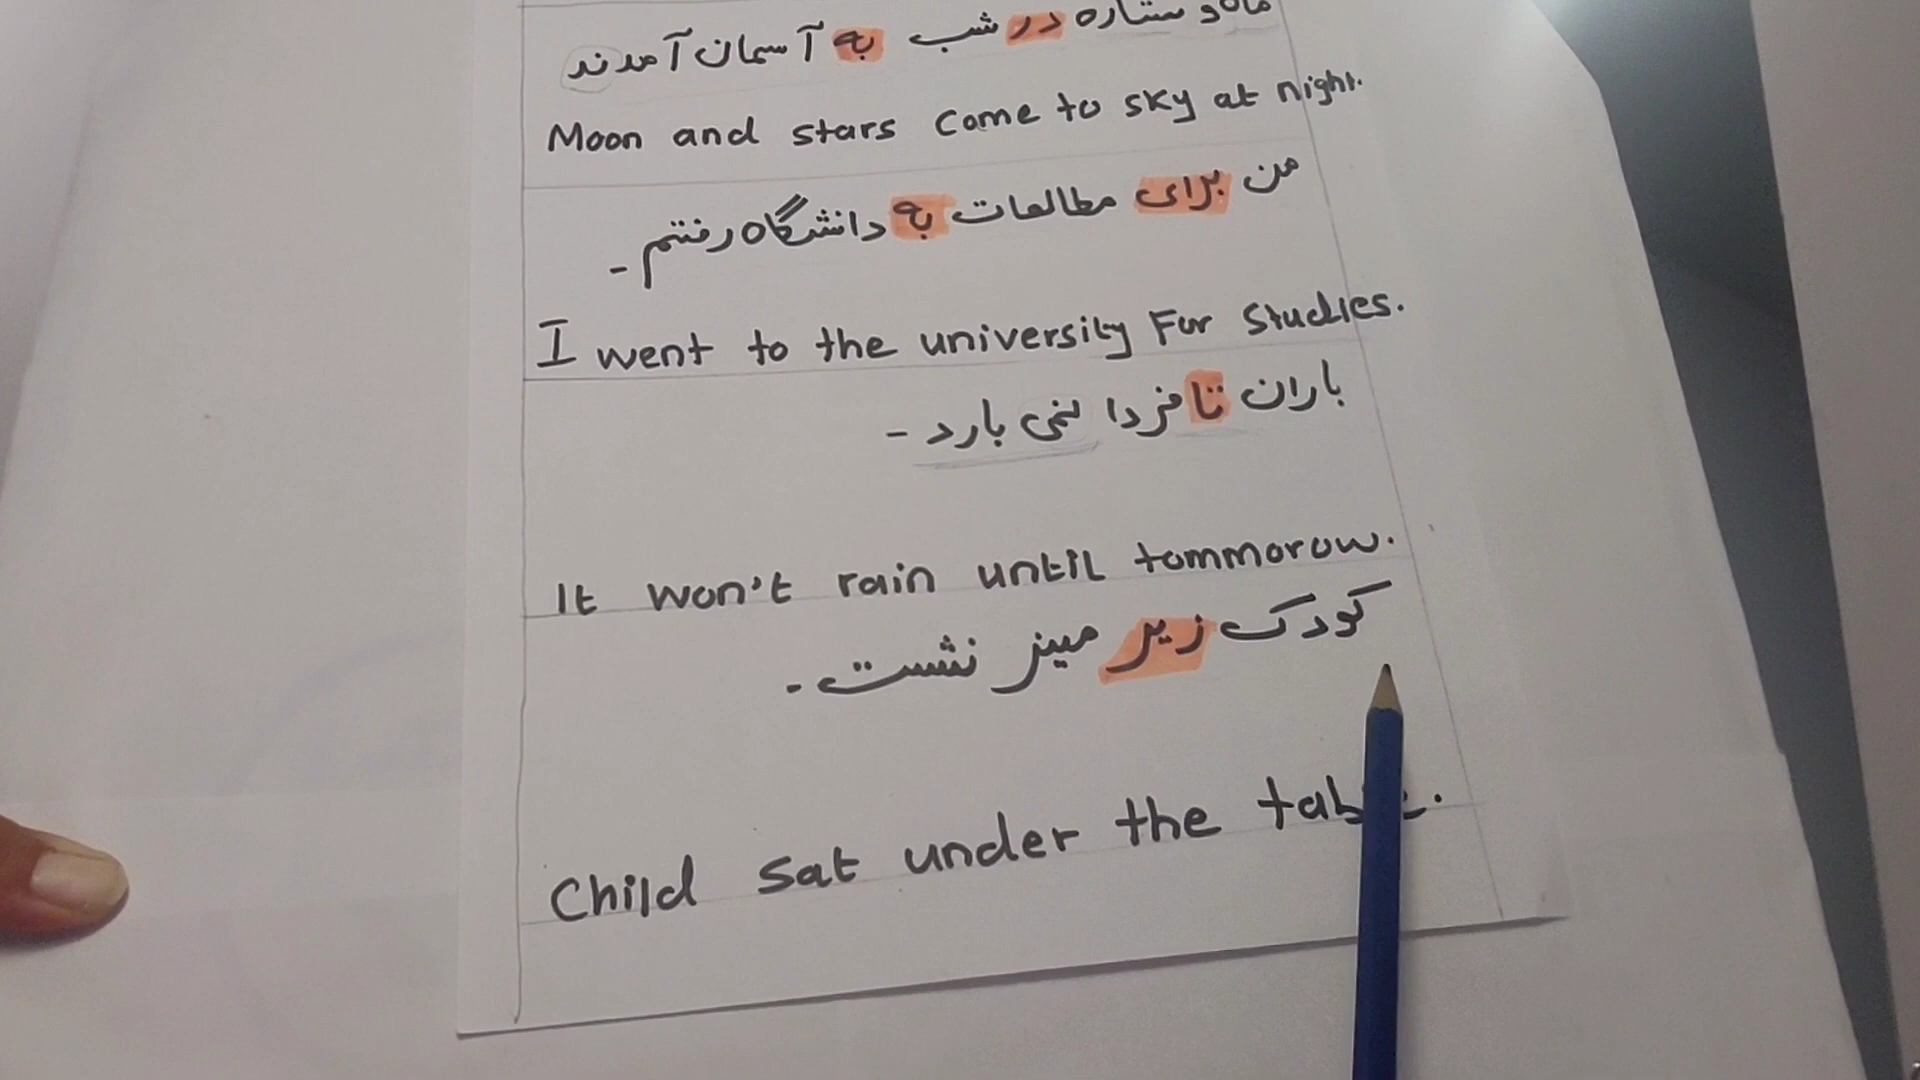 ستاره در شب به آسمان آمدند
Moon and stars come to sky at night.
من برای مطالعات به دانشگاه رفتم -
I went to the university For Studies.
باران تا فردا نمی بارد -
It won't rain until tommorow.
کودک زیر میز نشست .
Child sat under the